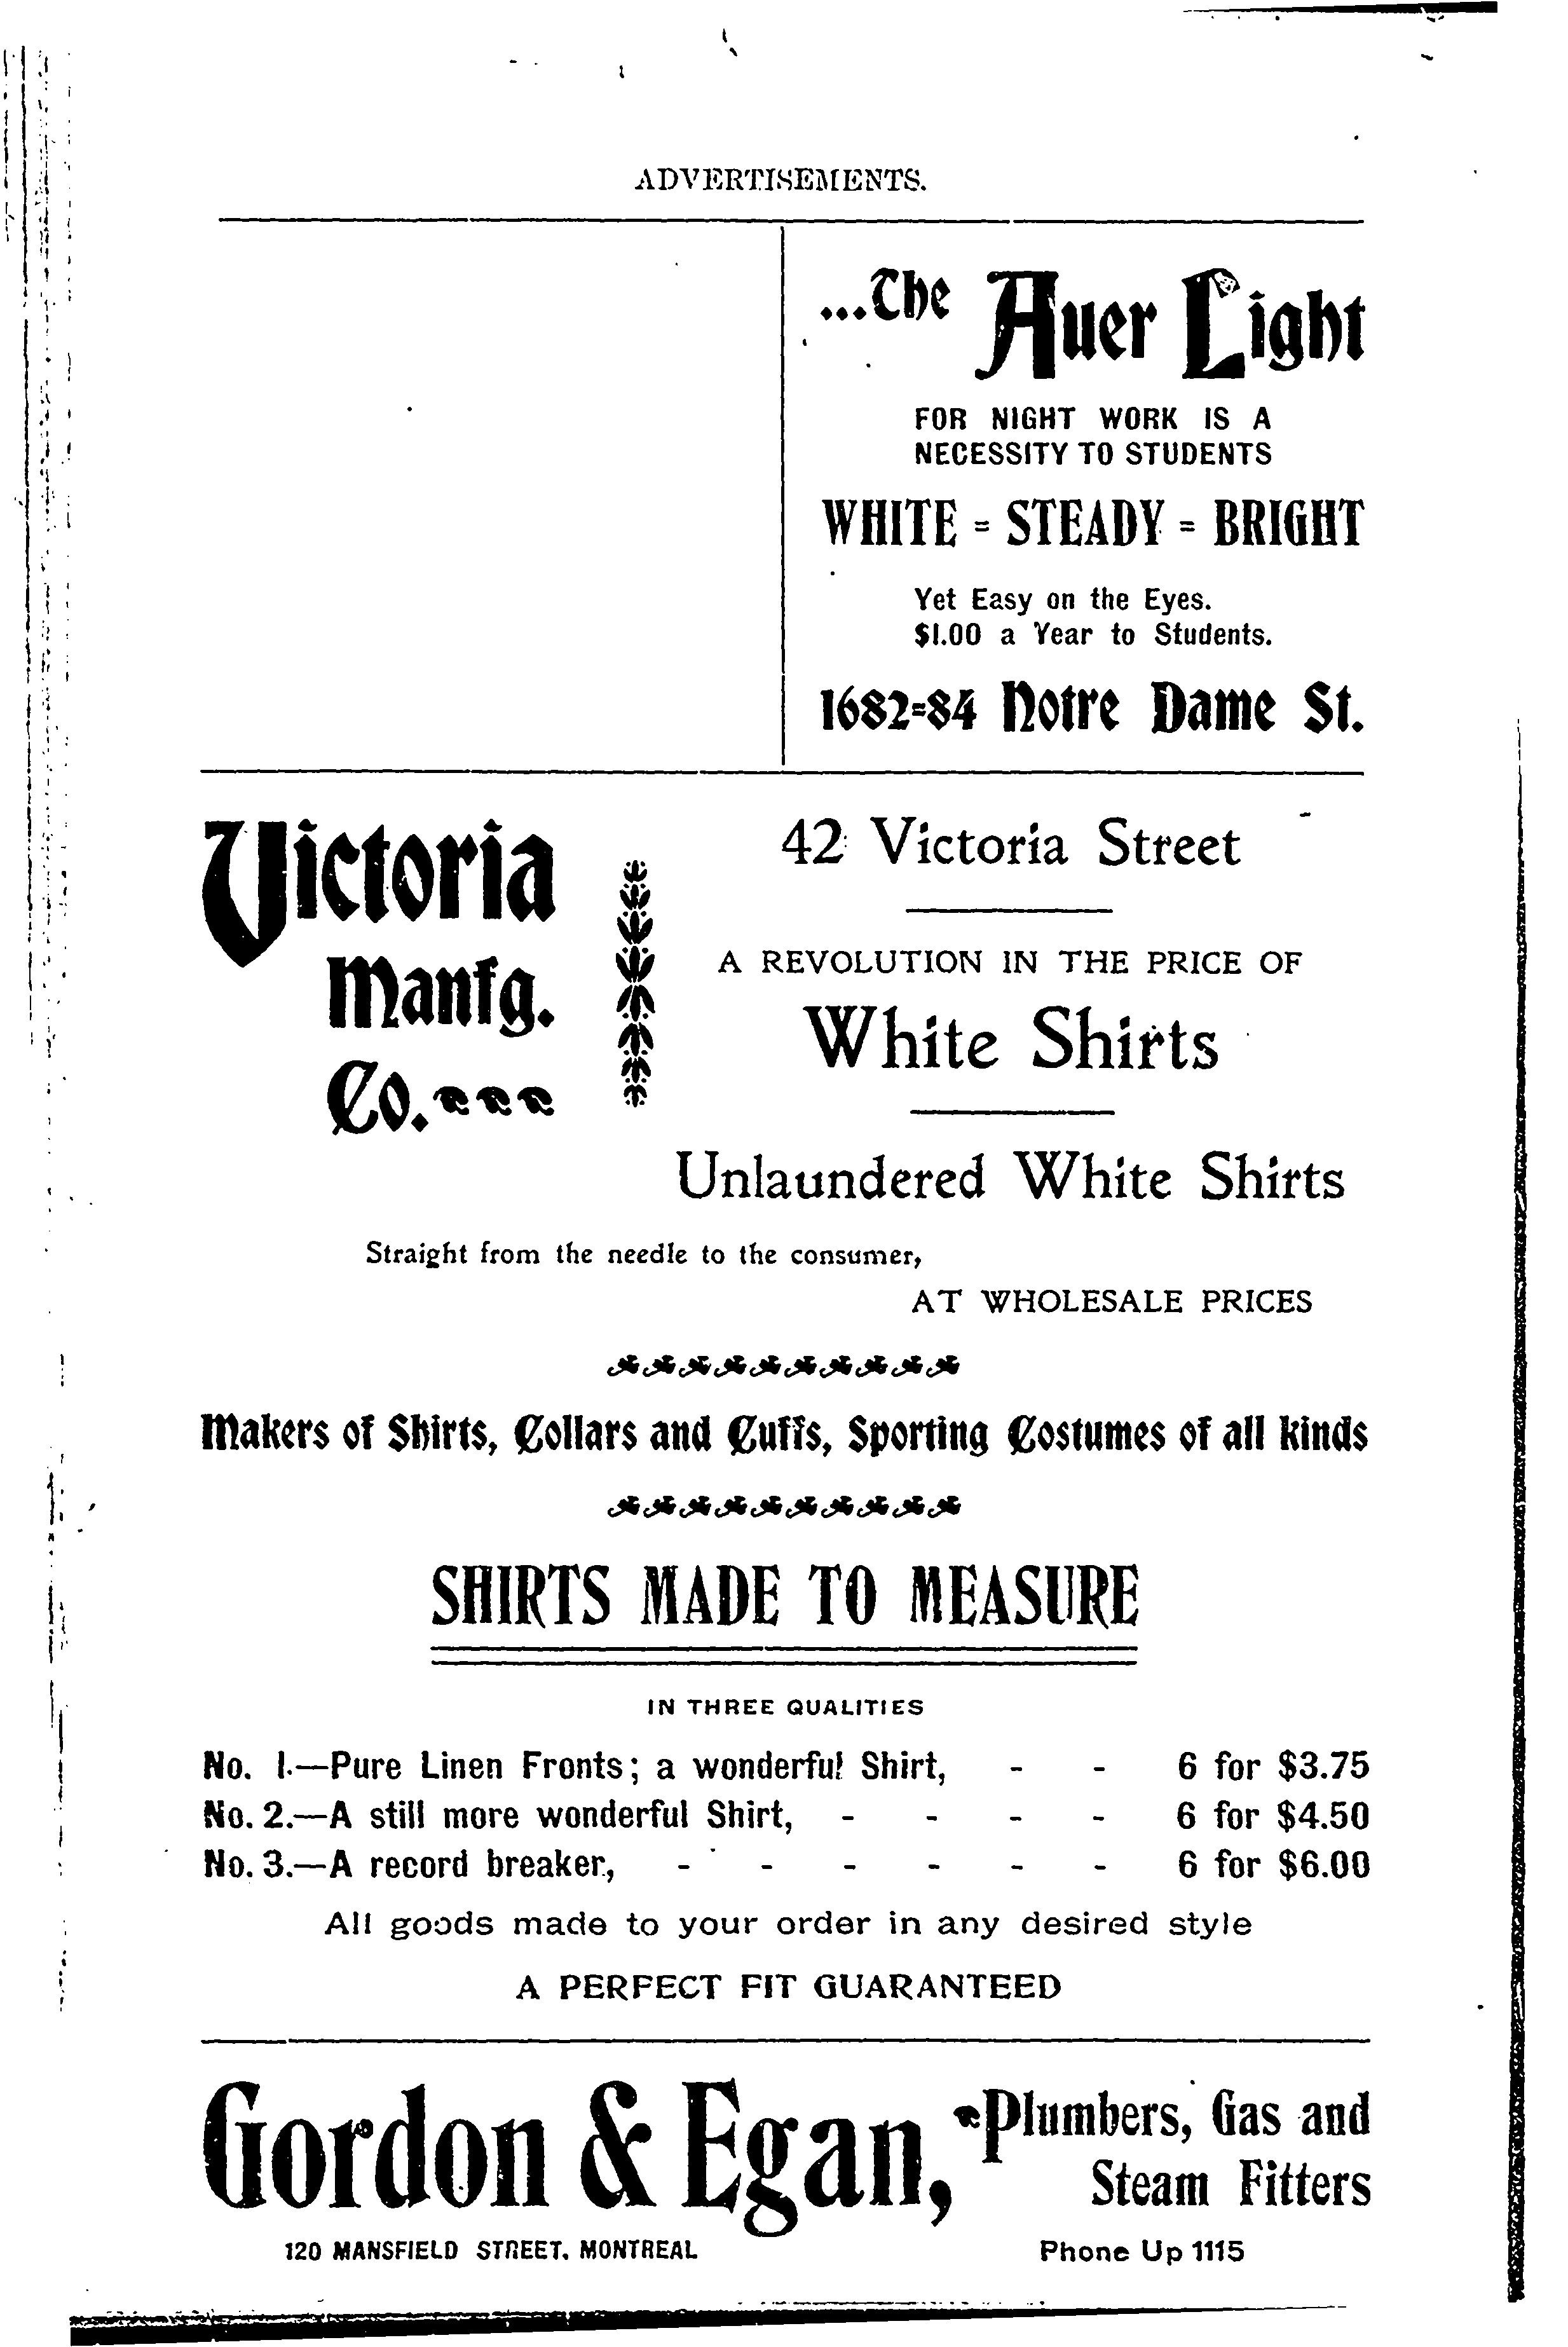 ADVERTISEMENTS.
...The Auer Light
FOR NIGHT WORK IS A
NECESSITY TO STUDENTS
WHITE = STEADY = BRIGHT
Yet Easy on the Eyes.
$1.00 a Year to Students.
1682=84 Notre Dame St.
Victoria
Manfg.
Co.
42 Victoria Street
A REVOLUTION IN THE PRICE OF
White Shirts
Unlaundered White Shirts
Straight from the needle to the consumer,
AT WHOLESALE PRICES
Makers of Shirts, Collars and Cuffs, Sporting Costumes of all kinds
SHIRTS MADE TO MEASURE
IN THREE QUALITIES
No. 1.—Pure Linen Fronts; a wonderful Shirt, - - 6 for $3.75
No. 2.—A still more wonderful Shirt, - - - - 6 for $4.50
No. 3.—A record breaker, - - - - - - 6 for $6.00
All goods made to your order in any desired style
A PERFECT FIT GUARANTEED
Gordon & Egan, Plumbers, Gas and
Steam Fitters
120 MANSFIELD STREET, MONTREAL Phone Up 1115